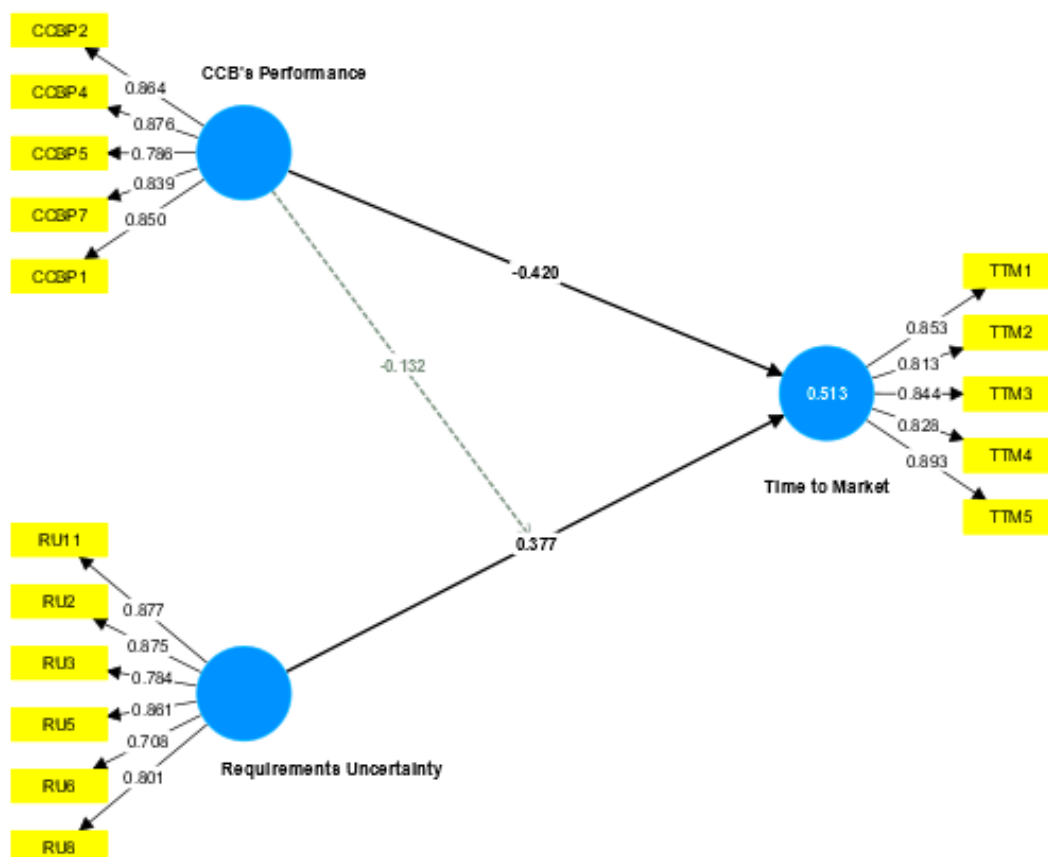 CCBP2
CCBP4
CCBP5
CCBP7
CCBP1
0.864
0.876
0.786
0.839
0.850
CCB's Performance
-0.420
-0.132
0.377
0.513
Time to Market
TTM1
TTM2
TTM3
TTM4
TTM5
0.853
0.813
0.844
0.828
0.893
RU11
RU2
RU3
RU5
RU6
RU8
0.877
0.875
0.784
0.861
0.708
0.801
Requirements Uncertainty